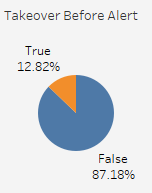 Takeover Before Alert
True
12.82%
False
87.18%